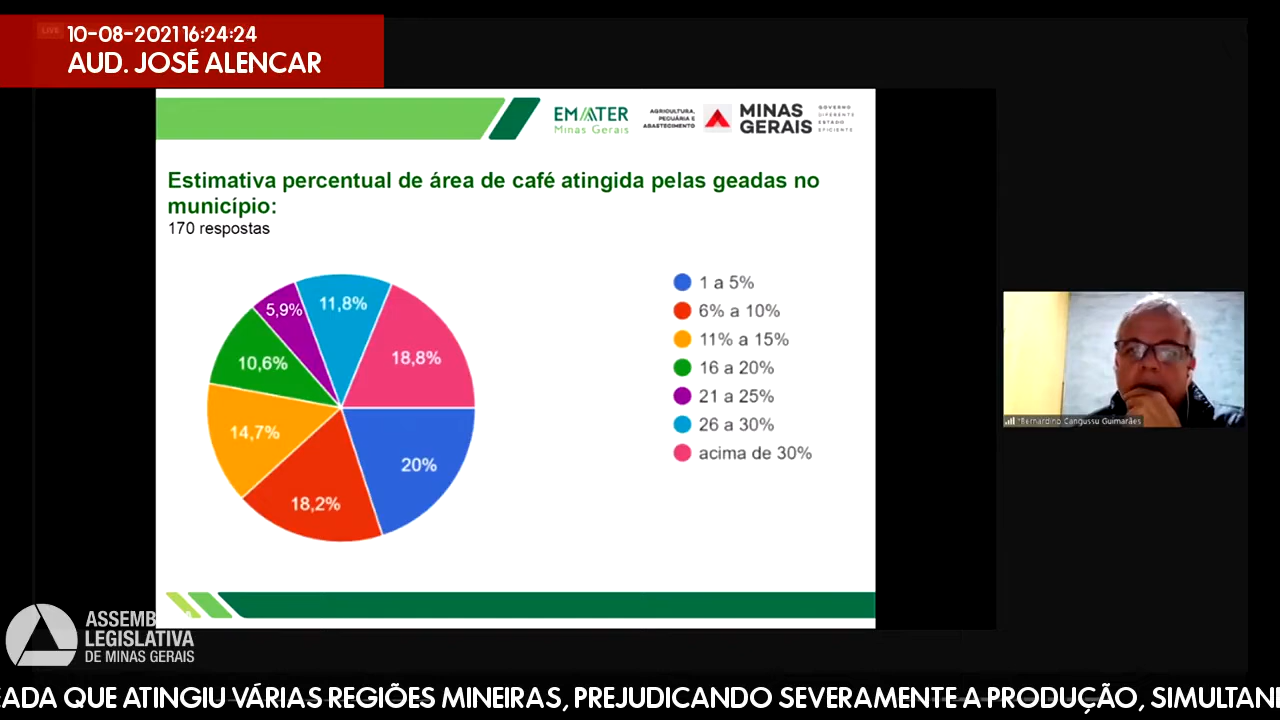 LIVE
10-08-2021 16:24:24
AUD. JOSÉ ALENCAR
EMATER
Minas Gerais
AGRICULTURA,
PECUÁRIA E
ABASTECIMENTO
MINAS
GERAIS
GOVERNO
DIFERENTE
ESTADO
EFICIENTE
Estimativa percentual de área de café atingida pelas geadas no
município:
170 respostas
11,8%
5,9%
18,8%
10,6%
14,7%
20%
18,2%
1 a 5%
6% a 10%
11% a 15%
16 a 20%
21 a 25%
26 a 30%
acima de 30%
*Bernardino Cangussu Guimarães
ASSEMBLEIA
LEGISLATIVA
DE MINAS GERAIS
ÇADA QUE ATINGIU VÁRIAS REGIÕES MINEIRAS, PREJUDICANDO SEVERAMENTE A PRODUÇÃO, SIMULTAN